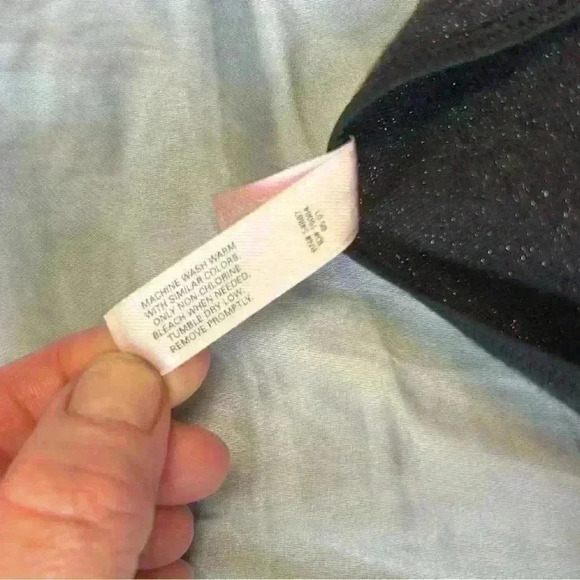 MACHINE WASH WARM
WITH SIMILAR COLORS.
ONLY NON-CHLORINE
BLEACH WHEN NEEDED.
TUMBLE DRY LOW.
REMOVE PROMPTLY.